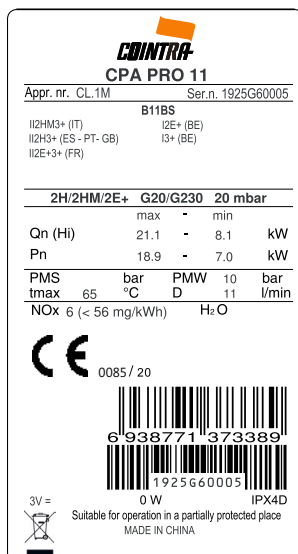 COINTRA
CPA PRO 11
Appr. nr. CL.1M Ser.n. 1925G60005
B11BS
II2HM3+ (IT) I2E+ (BE)
II2H3+ (ES - PT- GB) I3+ (BE)
II2E+3+ (FR)
2H/2HM/2E+ G20/G230 20 mbar
max - min
Qn (Hi) 21.1 - 8.1 kW
Pn 18.9 - 7.0 kW
PMS bar PMW 10 bar
tmax 65 °C D 11 l/min
NOx 6 (< 56 mg/kWh) H₂O
CE 0085 / 20
6 938771 373389
1925G60005
3V = 0 W IPX4D
Suitable for operation in a partially protected place
MADE IN CHINA